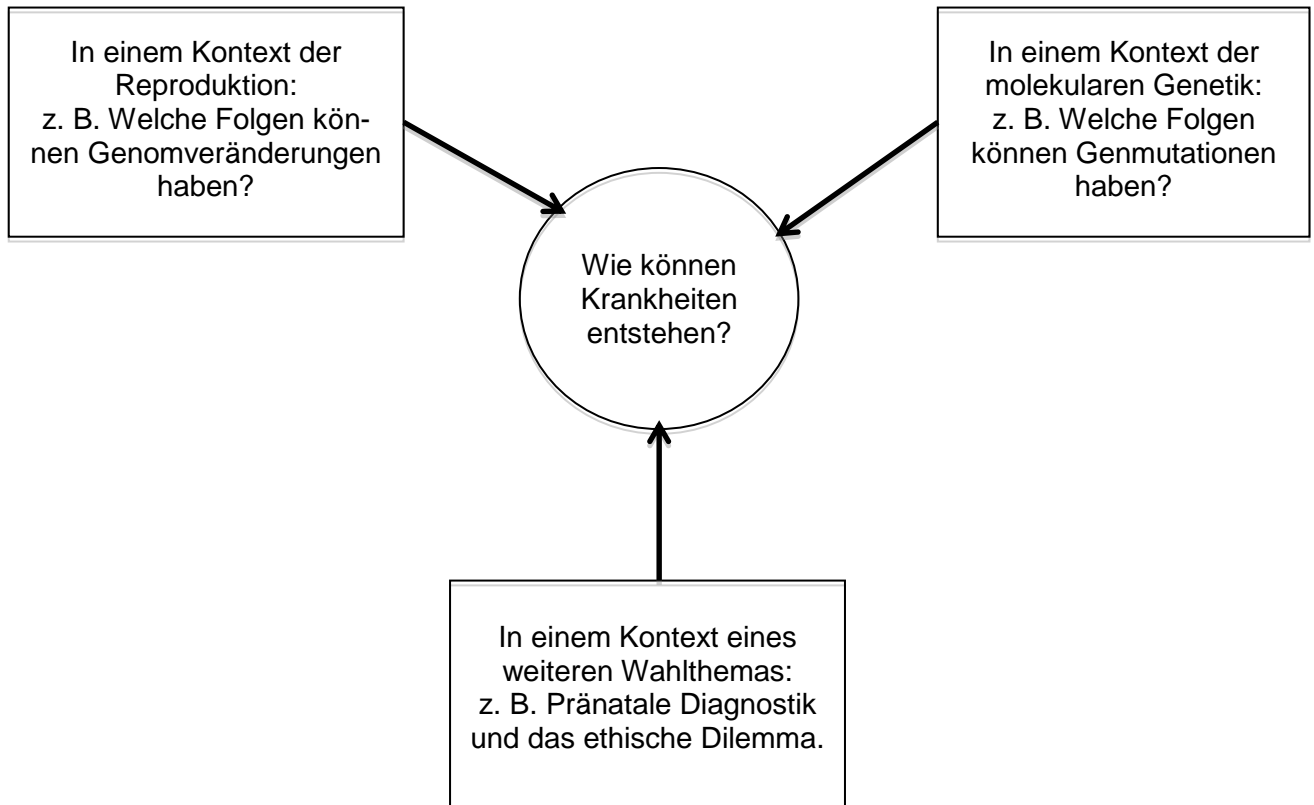 In einem Kontext der
Reproduktion:
z. B. Welche Folgen kön-
nen Genomveränderungen
haben?
In einem Kontext der
molekularen Genetik:
z. B. Welche Folgen
können Genmutationen
haben?
Wie können
Krankheiten
entstehen?
In einem Kontext eines
weiteren Wahlthemas:
z. B. Pränatale Diagnostik
und das ethische Dilemma.